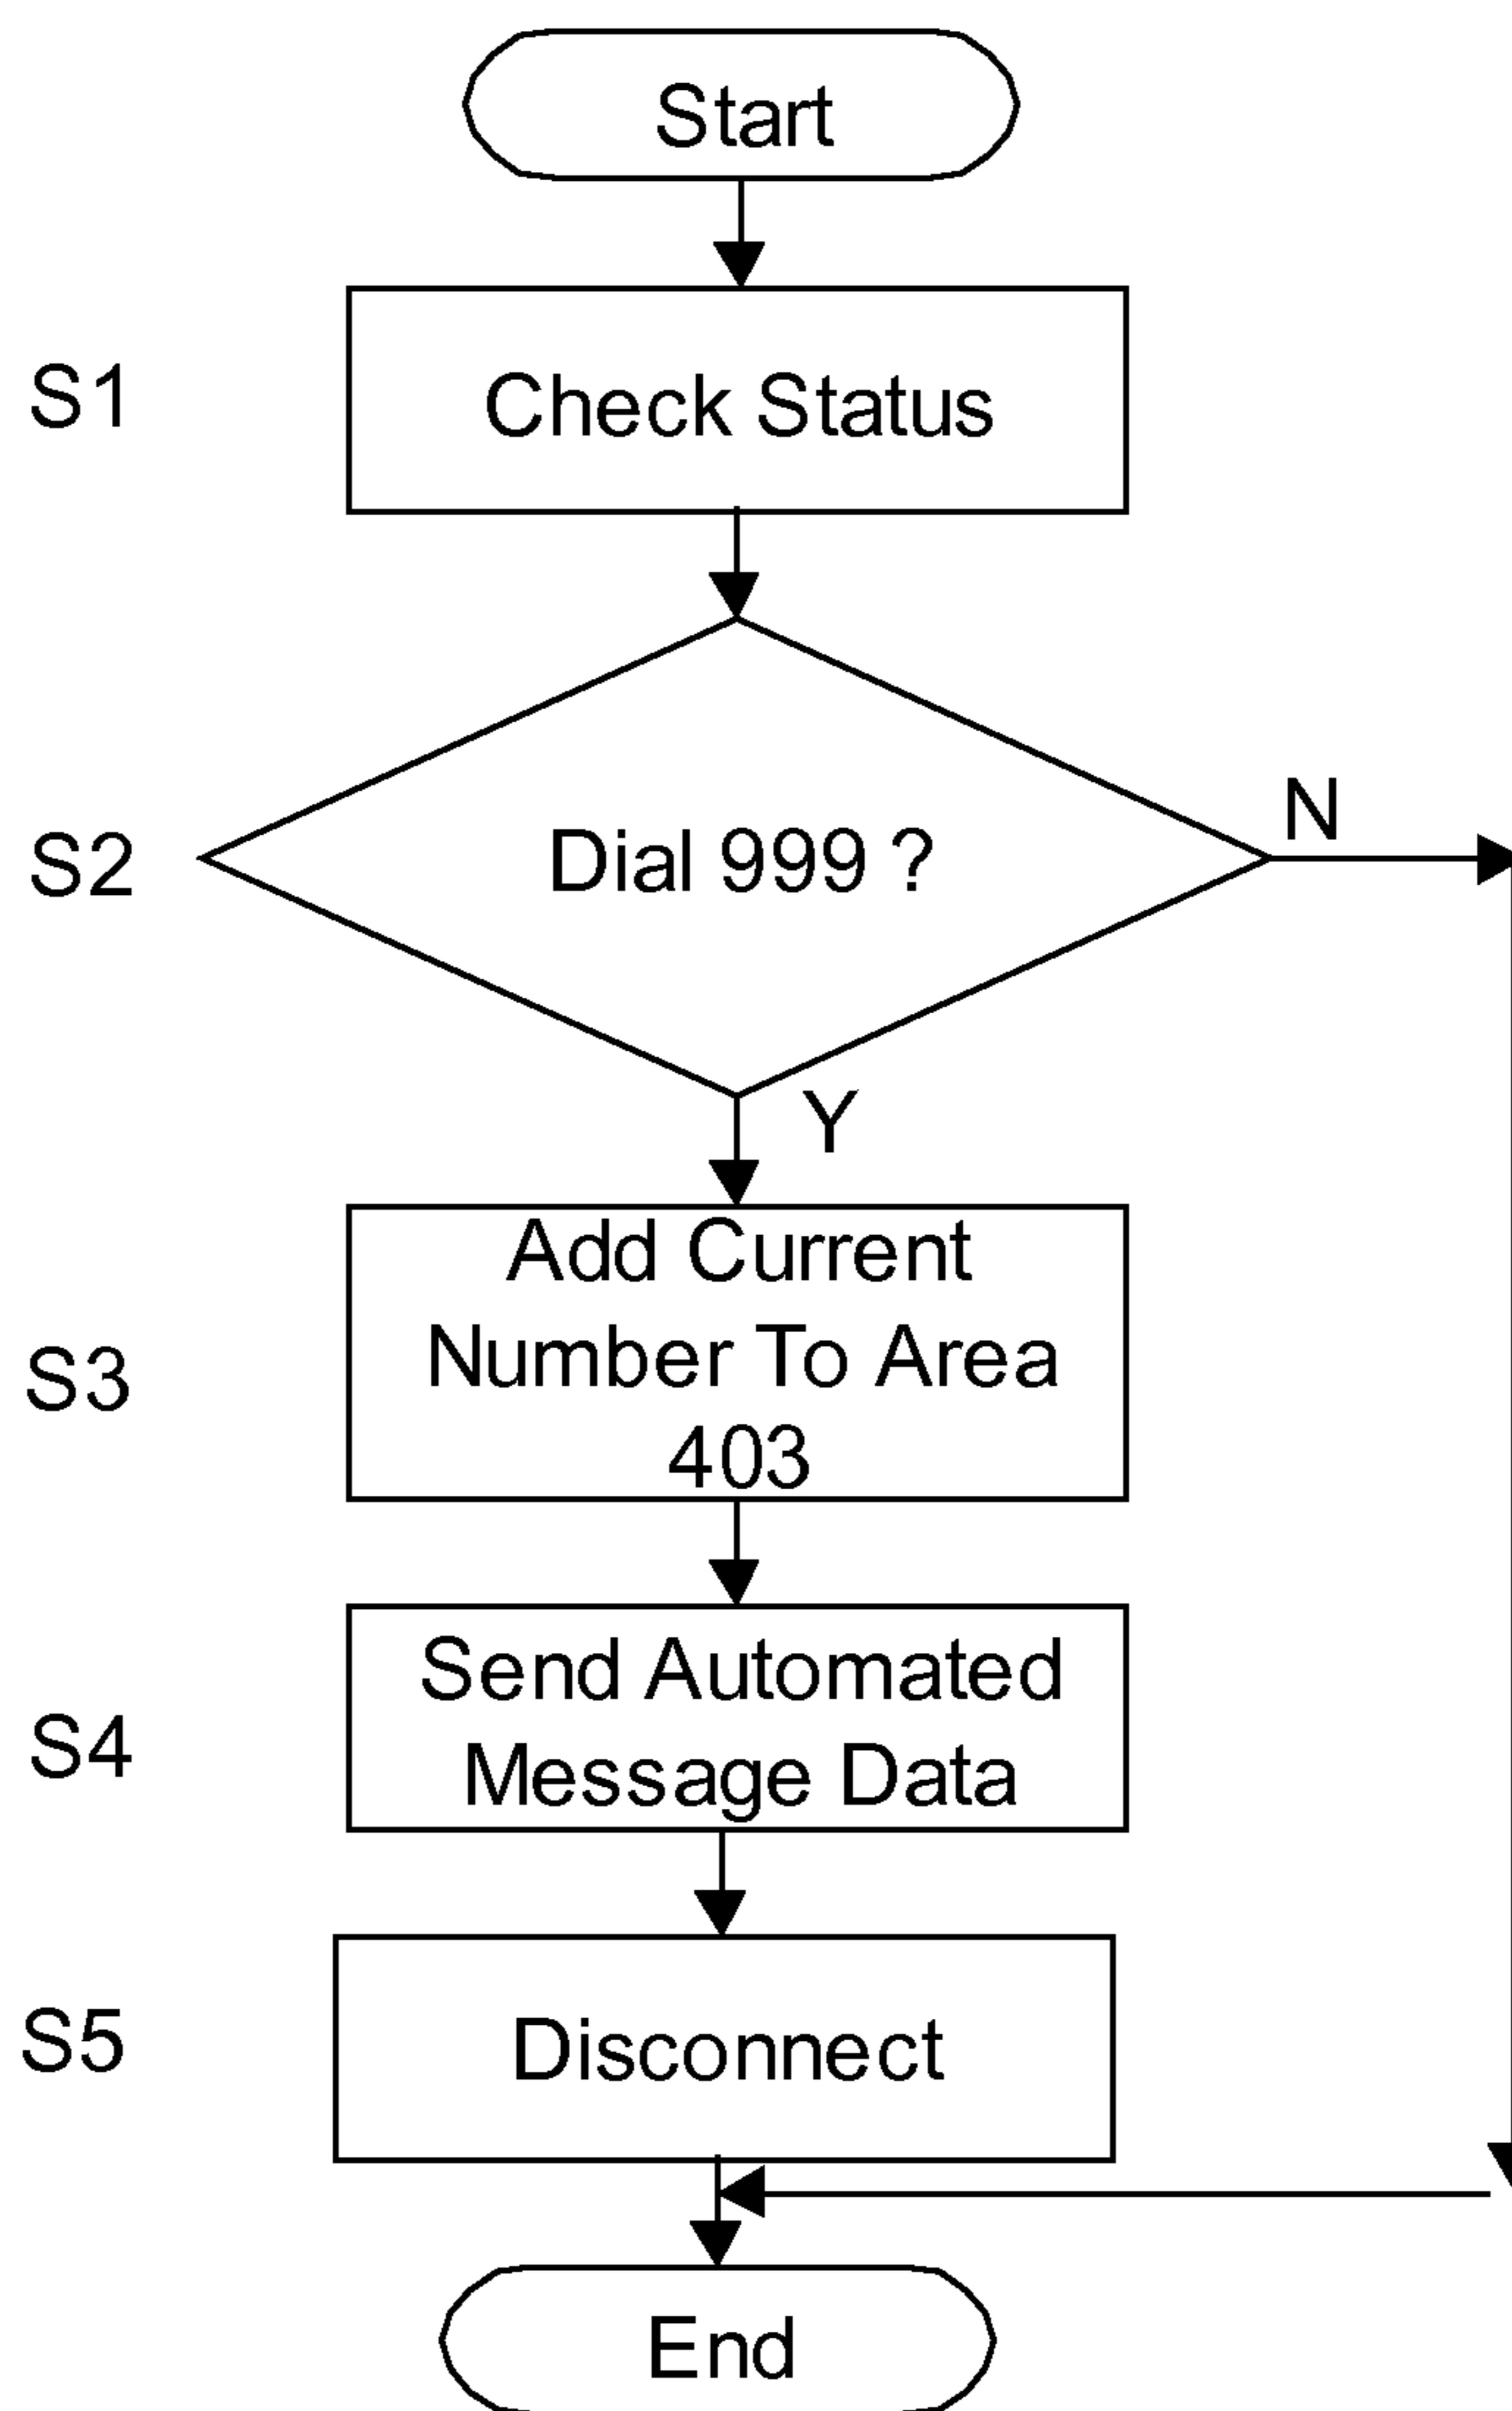 Start
S1
Check Status
S2
Dial 999 ?
N
Y
S3
Add Current
Number To Area
403
S4
Send Automated
Message Data
S5
Disconnect
End